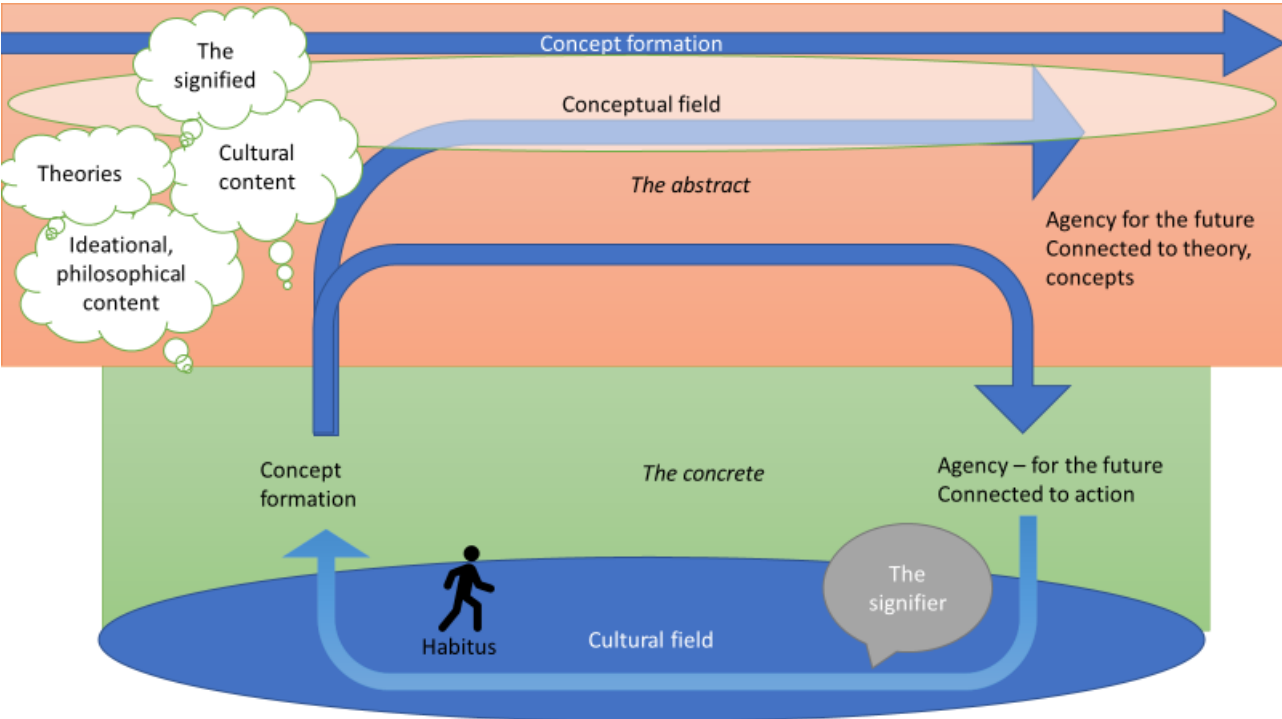 Concept formation
The
signified
Conceptual field
Cultural
content
Theories
The abstract
Ideational,
philosophical
content
Agency for the future
Connected to theory,
concepts
Concept
formation
The concrete
Agency – for the future
Connected to action
The
signifier
Habitus
Cultural field